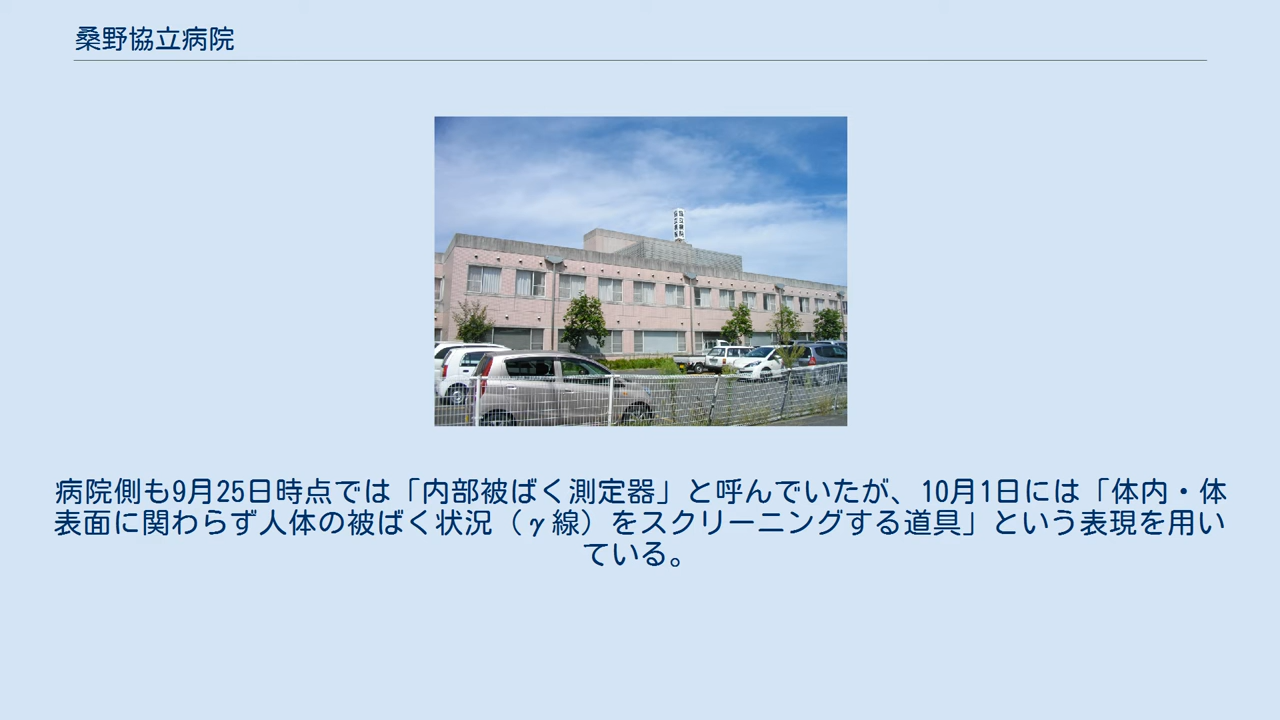 桑野協立病院
病院側も9月25日時点では「内部被ばく測定器」と呼んでいたが、10月1日には「体内・体
表面に関わらず人体の被ばく状況（γ線）をスクリーニングする道具」という表現を用い
ている。